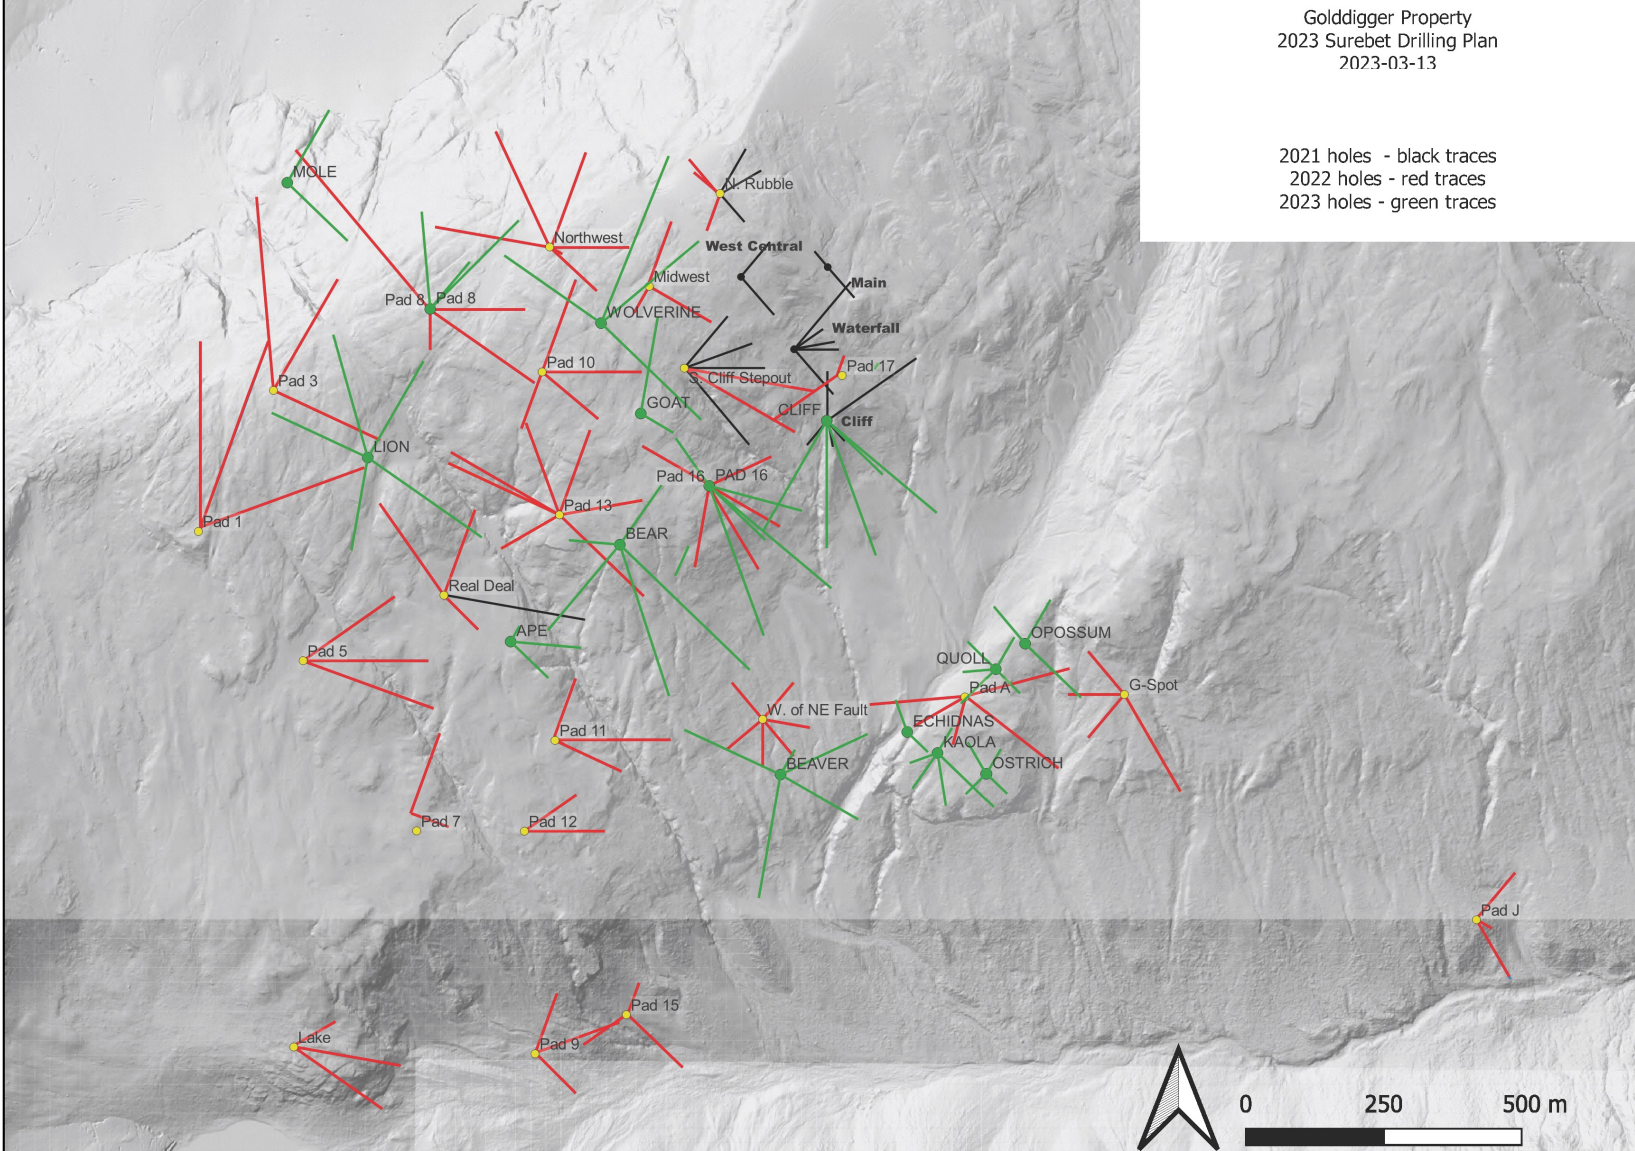 Golddigger Property
2023 Surebet Drilling Plan
2023-03-13
2021 holes - black traces
2022 holes - red traces
2023 holes - green traces
MOLE
N. Rubble
Northwest
West Central
Midwest
Main
Pad 8
Pad 8
WOLVERINE
Waterfall
Pad 10
Pad 17
Pad 3
S. Cliff Stepout
GOAT
CLIFF
Cliff
LION
Pad 16
PAD 16
Pad 13
Pad 1
BEAR
Real Deal
APE
OPOSSUM
Pad 5
QUOLL
Pad A
G-Spot
W. of NE Fault
ECHIDNAS
Pad 11
KAOLA
BEAVER
OSTRICH
Pad 7
Pad 12
Pad J
Pad 15
Lake
Pad 9
0 250 500 m